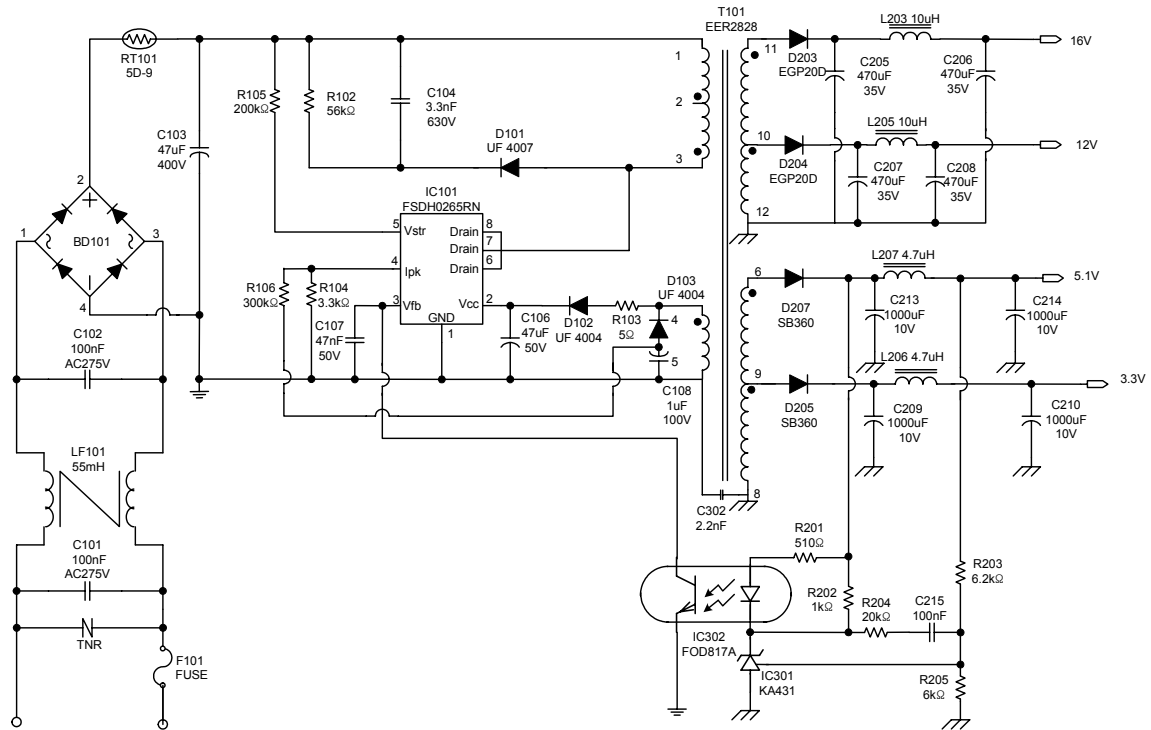 T101
EER2828
RT101
5D-9
C103
47uF
400V
R105
200kΩ
R102
56kΩ
C104
3.3nF
630V
D101
UF 4007
1
2
3
11
10
12
D203
EGP20D
L203 10uH
C205
470uF
35V
C206
470uF
35V
16V
D204
EGP20D
L205 10uH
C207
470uF
35V
C208
470uF
35V
12V
2
1
BD101
3
4
IC101
FSDH0265RN
5
Vstr
Drain
8
Drain
7
4
Ipk
Drain
6
3
Vfb
Vcc
2
GND
1
R106
300kΩ
R104
3.3kΩ
C107
47nF
50V
C106
47uF
50V
D102
UF 4004
R103
5Ω
D103
UF 4004
4
5
C108
1uF
100V
6
9
8
D207
SB360
L207 4.7uH
C213
1000uF
10V
C214
1000uF
10V
5.1V
D205
SB360
L206 4.7uH
C209
1000uF
10V
C210
1000uF
10V
3.3V
C302
2.2nF
C102
100nF
AC275V
LF101
55mH
C101
100nF
AC275V
TNR
F101
FUSE
R201
510Ω
R202
1kΩ
R204
20kΩ
C215
100nF
R203
6.2kΩ
R205
6kΩ
IC302
FOD817A
IC301
KA431